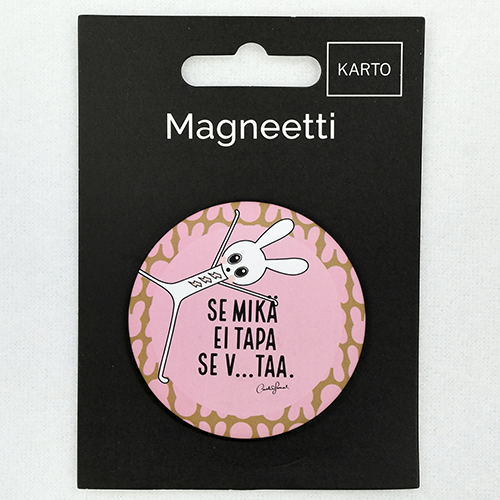 KARTO
Magneetti
SE MIKÄ
EI TAPA
SE V...TAA.